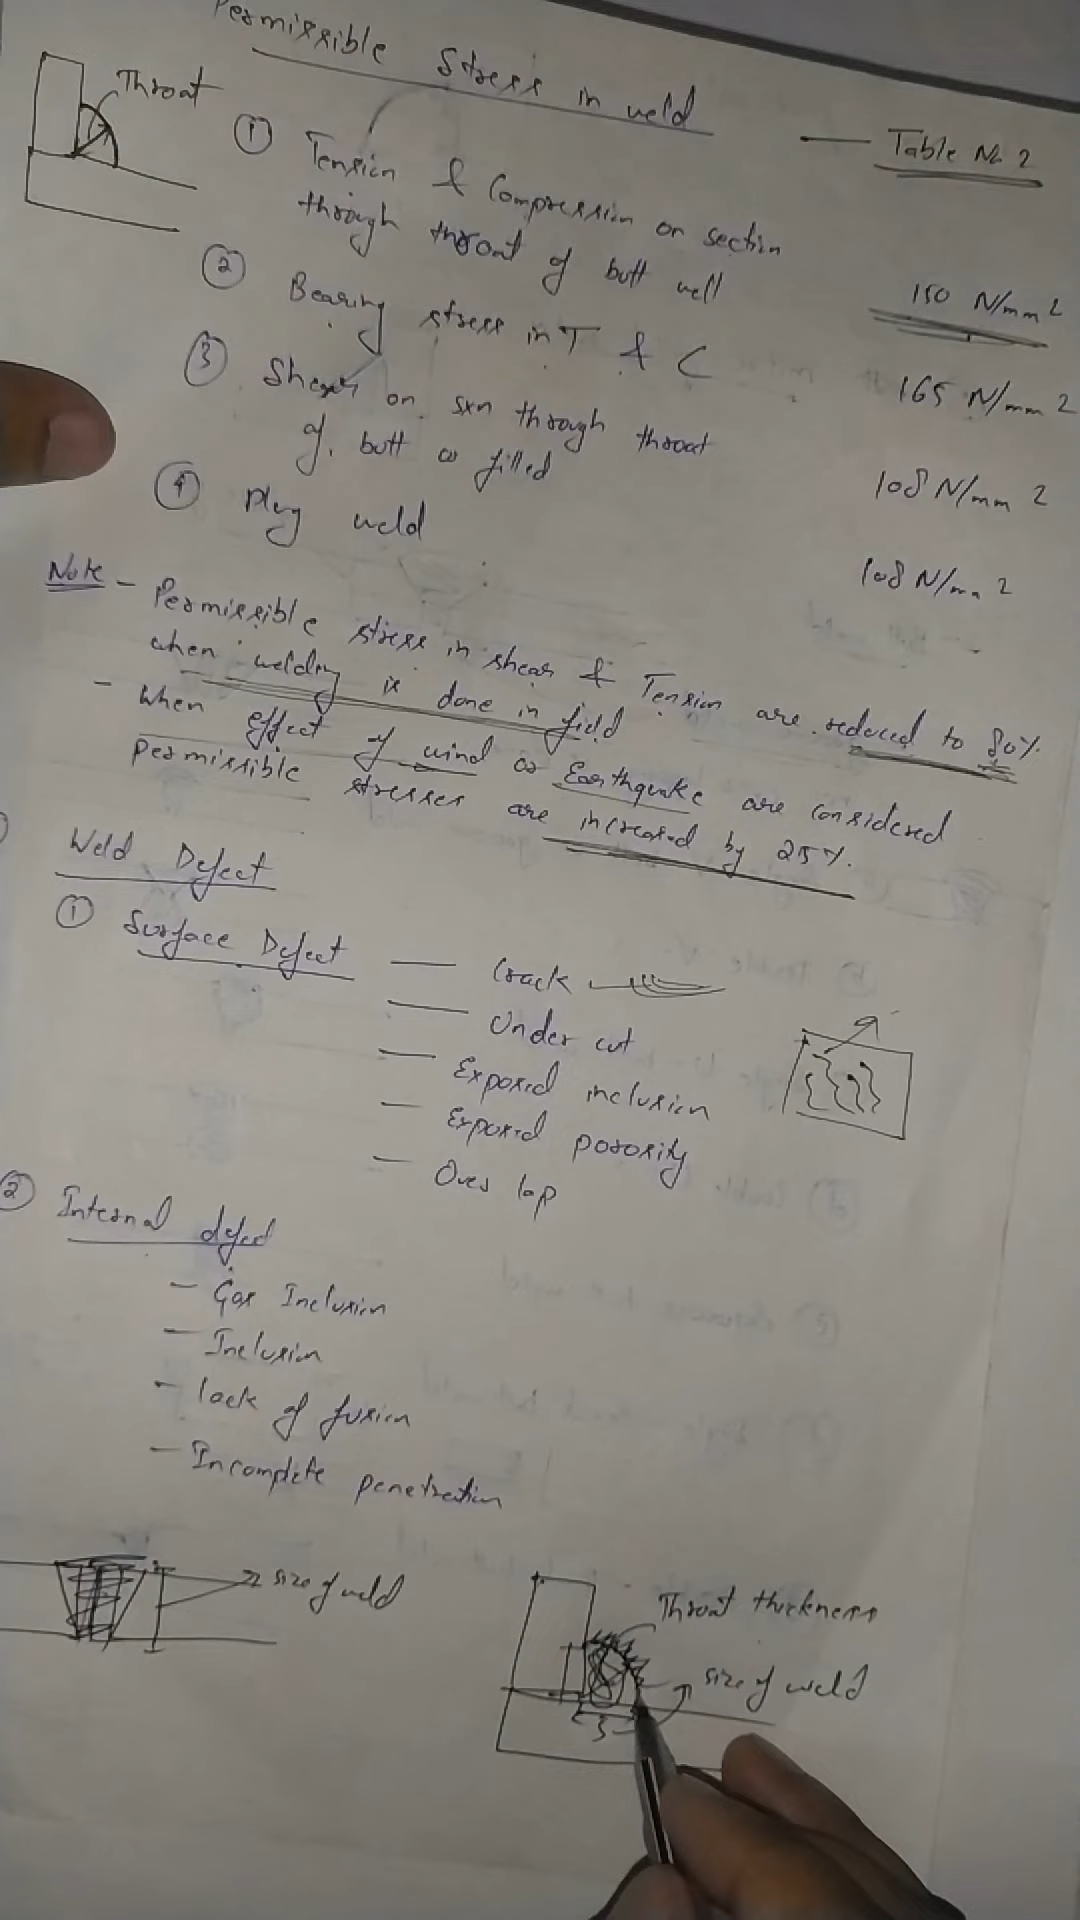 Permissible Stress in weld
— Table No. 2
Throat
① Tension & Compression on section
through throat of butt well
150 N/mm2
② Bearing stress in T & C
165 N/mm2
③ Shear on sxn through throat
of butt or filled
108 N/mm2
④ Plug weld
108 N/mm2
Note - Permissible stress in shear & Tension are reduced to 80%
when welding is done in field
- When effect of wind or Earthquake are considered
permissible stresses are increased by 25%.
Weld Defect
① Surface Defect — Crack
— Under cut
— Exposed inclusion
— Exposed porosity
— Over lap
② Internal defect
- Gas Inclusion
- Inclusion
- lack of fusion
- Incomplete penetration
size of weld
Throat thickness
size of weld